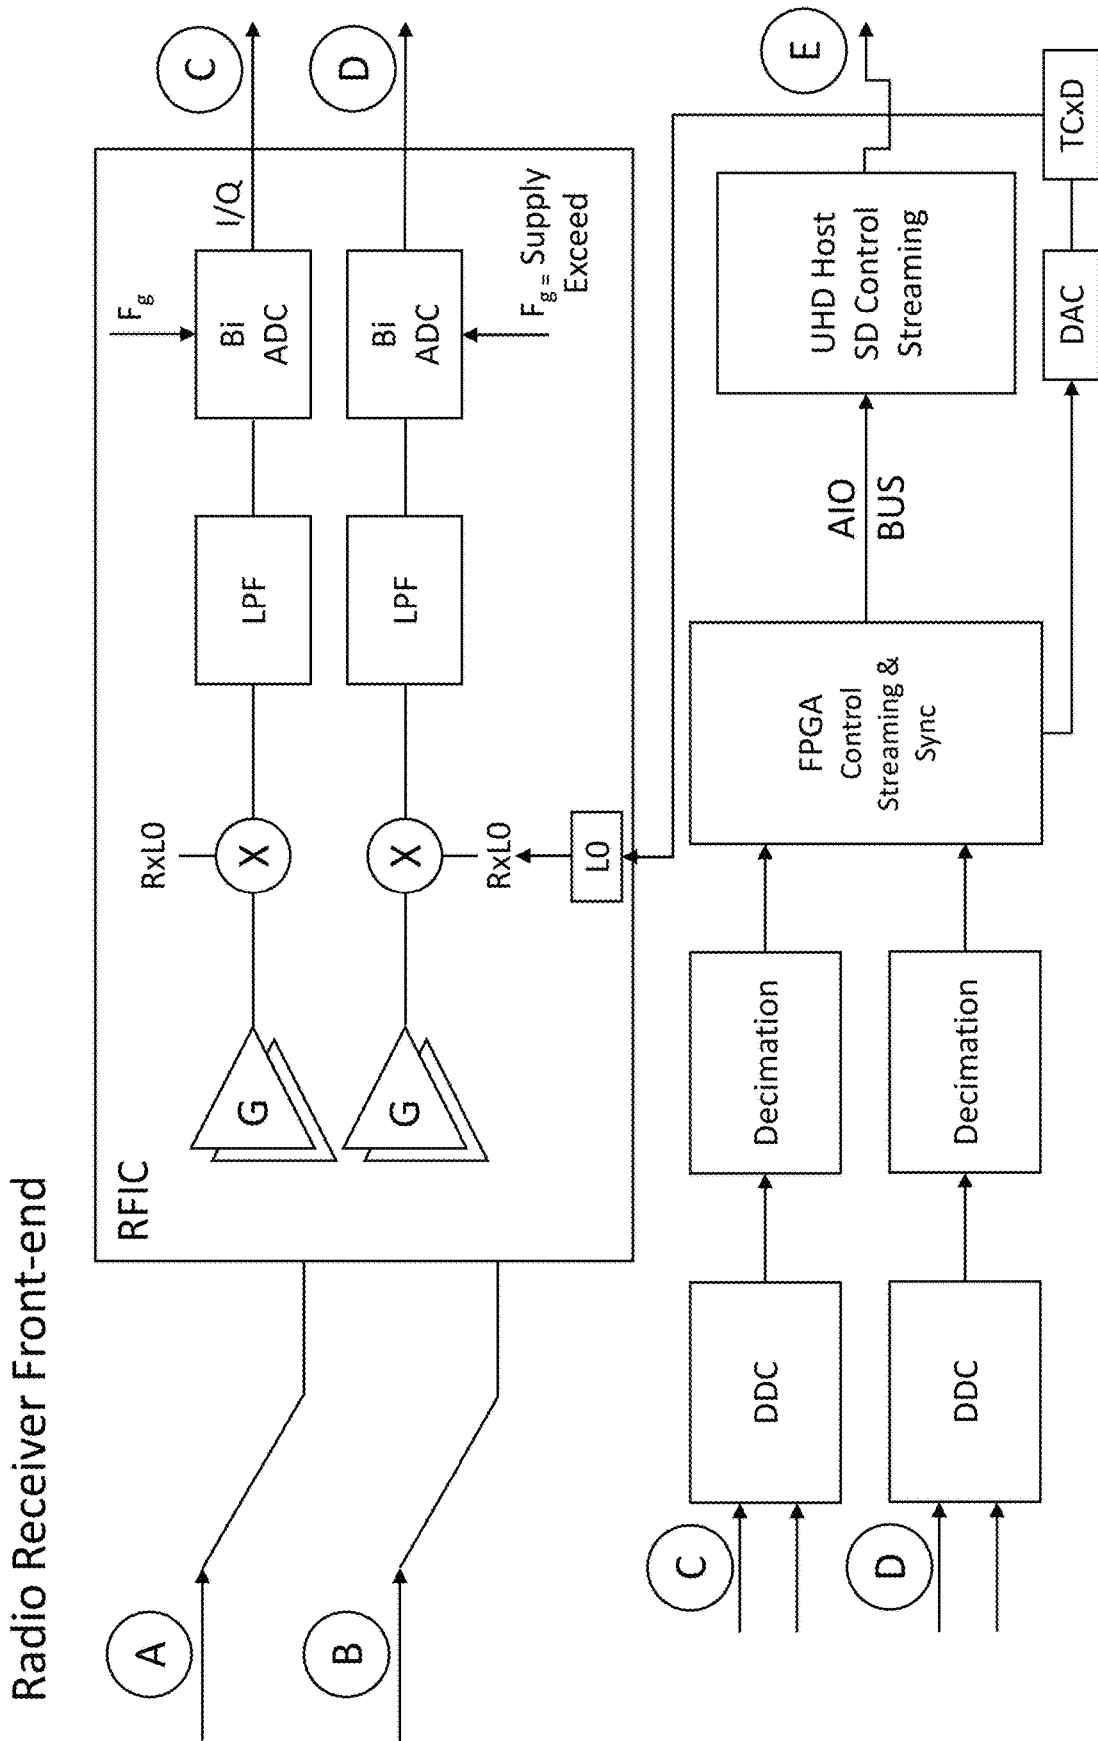 Radio Receiver Front-end
A
B
RFIC
G
G
RxLO
X
X
RxLO
LO
LPF
LPF
Fg
Bi
ADC
Bi
ADC
I/Q
Fg= Supply
Exceed
C
D
C
D
DDC
DDC
Decimation
Decimation
FPGA
Control
Streaming &
Sync
AIO
BUS
UHD Host
SD Control
Streaming
DAC
TCxD
E